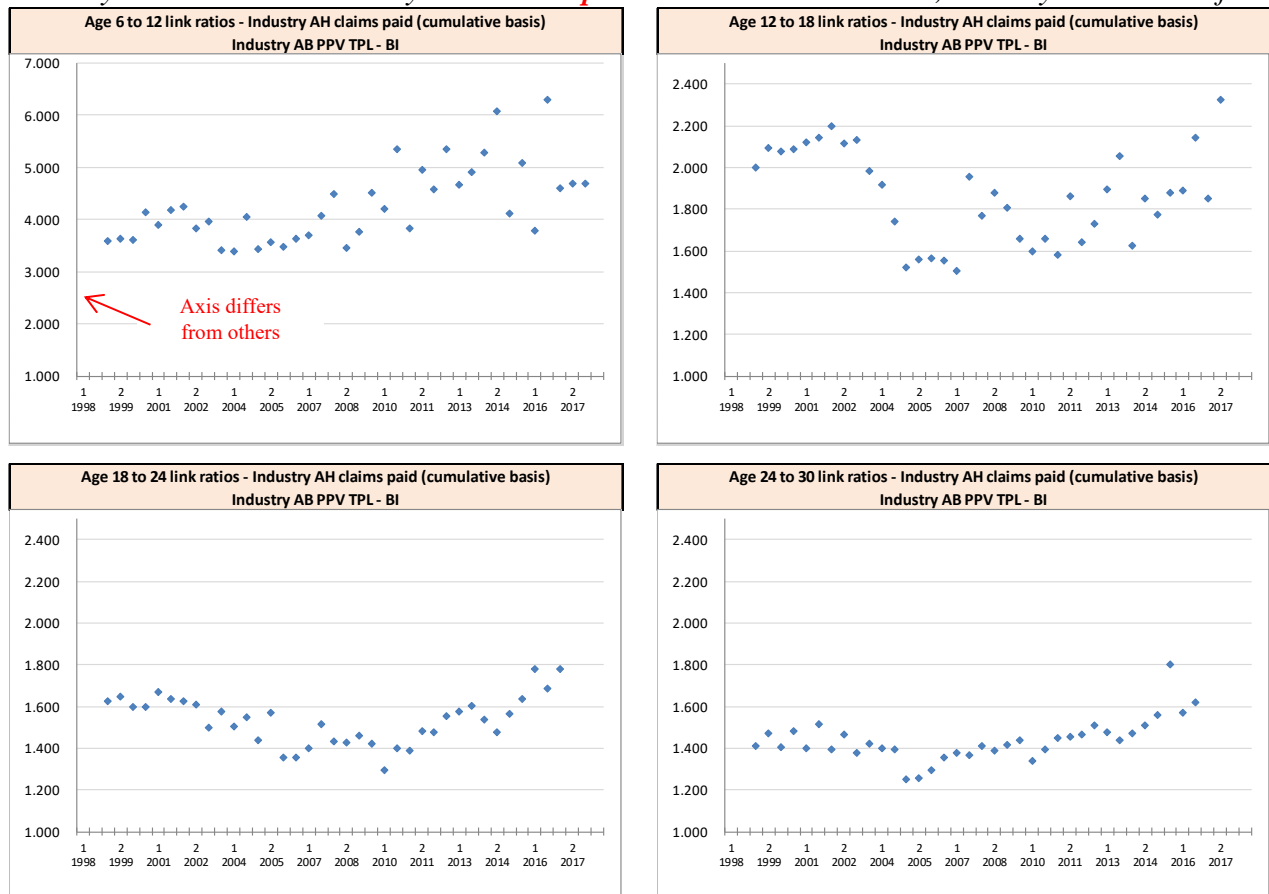 Age 6 to 12 link ratios - Industry AH claims paid (cumulative basis)
Industry AB PPV TPL - BI
7.000
6.000
5.000
4.000
3.000
2.000
1.000
Axis differs
from others
1 2 1 2 1 2 1 2 1 2 1 2 1 2
1998 1999 2001 2002 2004 2005 2007 2008 2010 2011 2013 2014 2016 2017
Age 12 to 18 link ratios - Industry AH claims paid (cumulative basis)
Industry AB PPV TPL - BI
2.400
2.200
2.000
1.800
1.600
1.400
1.200
1.000
1 2 1 2 1 2 1 2 1 2 1 2 1 2
1998 1999 2001 2002 2004 2005 2007 2008 2010 2011 2013 2014 2016 2017
Age 18 to 24 link ratios - Industry AH claims paid (cumulative basis)
Industry AB PPV TPL - BI
2.400
2.200
2.000
1.800
1.600
1.400
1.200
1.000
1 2 1 2 1 2 1 2 1 2 1 2 1 2
1998 1999 2001 2002 2004 2005 2007 2008 2010 2011 2013 2014 2016 2017
Age 24 to 30 link ratios - Industry AH claims paid (cumulative basis)
Industry AB PPV TPL - BI
2.400
2.200
2.000
1.800
1.600
1.400
1.200
1.000
1 2 1 2 1 2 1 2 1 2 1 2 1 2
1998 1999 2001 2002 2004 2005 2007 2008 2010 2011 2013 2014 2016 2017